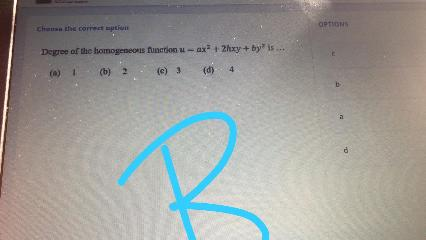 Choose the correct option
OPTIONS
Degree of the homogeneous function u = ax² + 2hxy + by² is ...
(a) 1 (b) 2 (c) 3 (d) 4
c
b
a
d
B